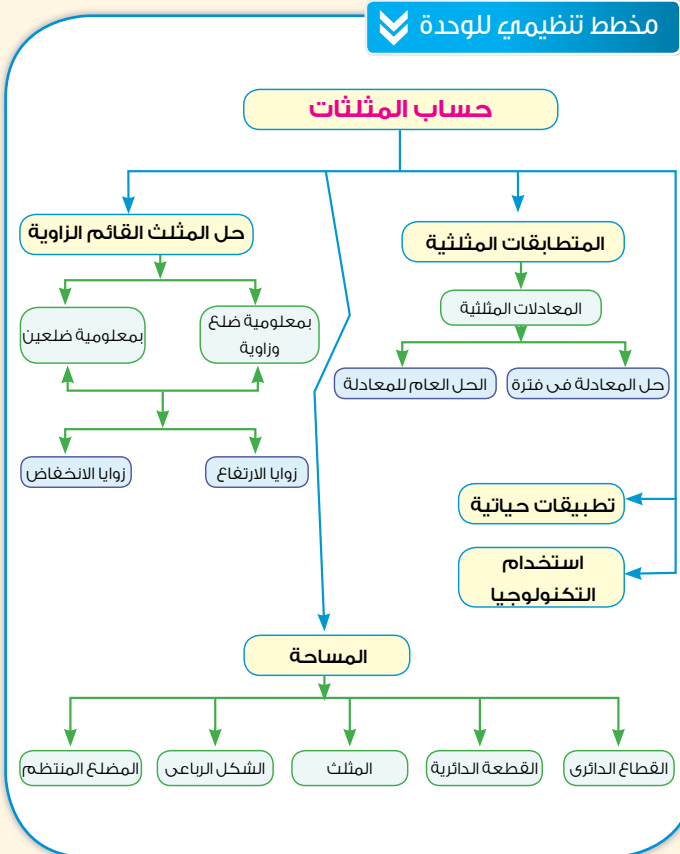 مخطط تنظيمي للوحدة
حساب المثلثات
المتطابقات المثلثية
حل المثلث القائم الزاوية
المعادلات المثلثية
بمعلومية ضلع
وزاوية
بمعلومية ضلعين
حل المعادلة فى فترة
الحل العام للمعادلة
زوايا الارتفاع
زوايا الانخفاض
تطبيقات حياتية
استخدام
التكنولوجيا
المساحة
القطاع الدائرى
القطعة الدائرية
المثلث
الشكل الرباعى
المضلع المنتظم